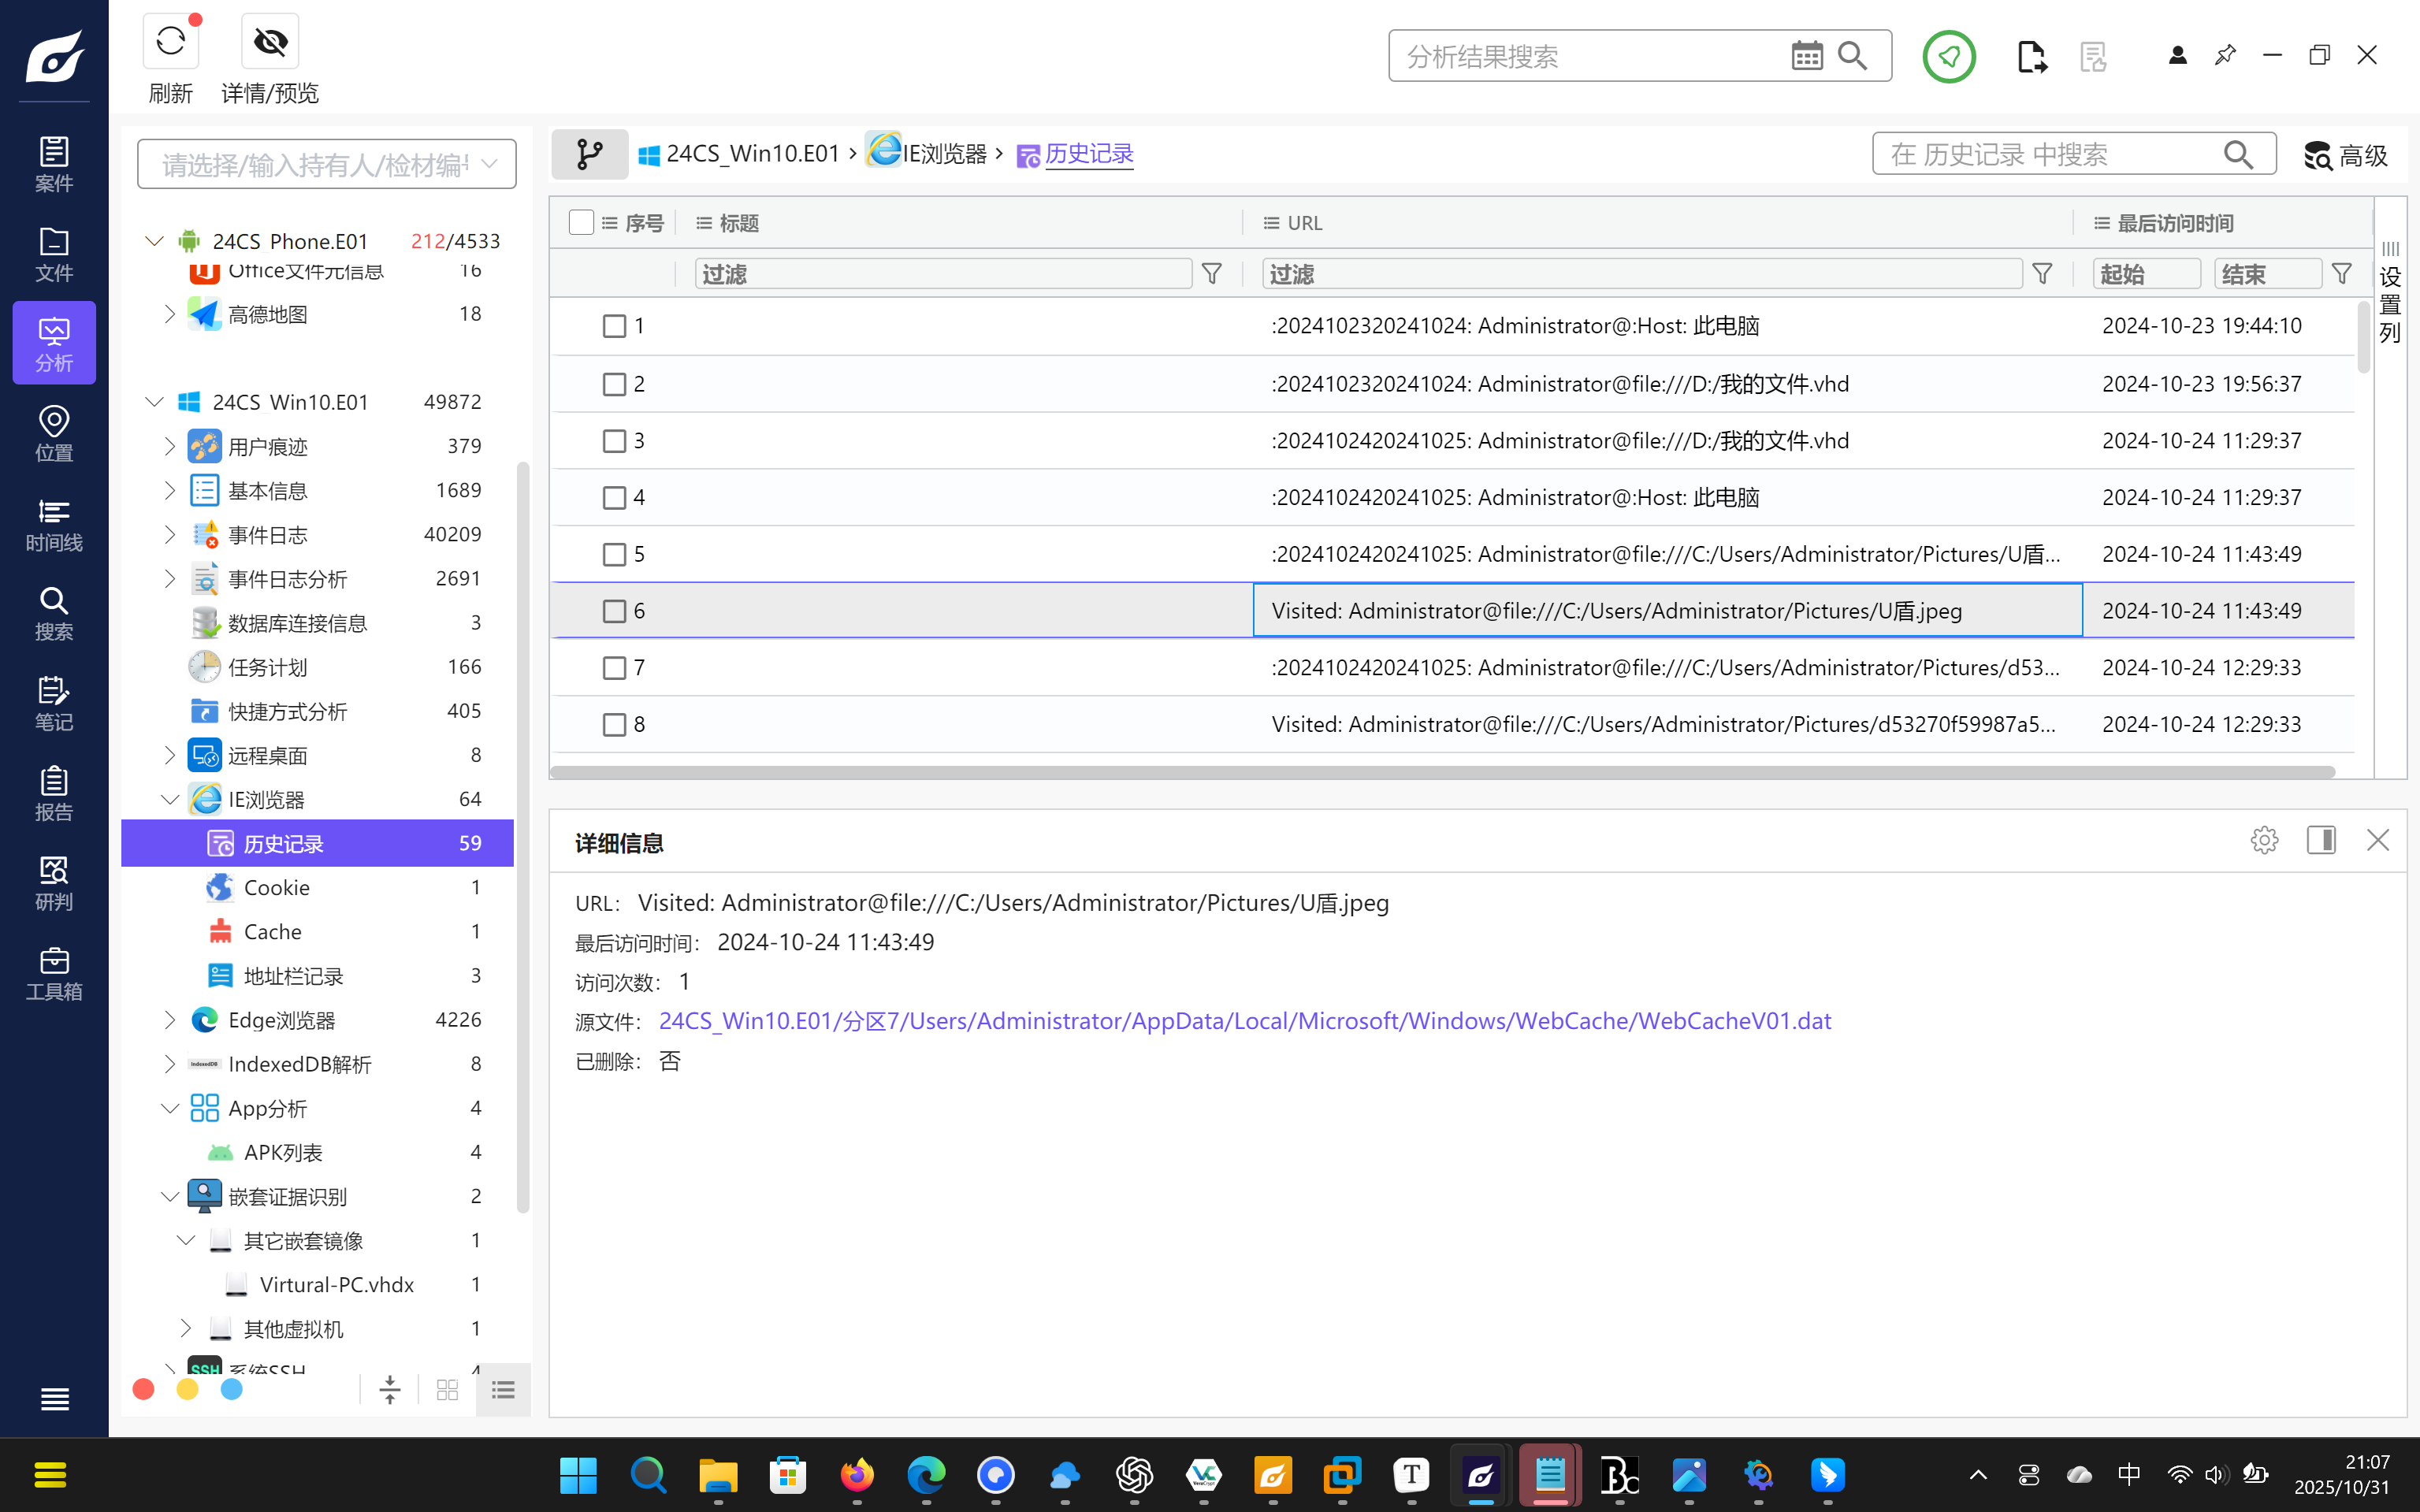 刷新
详情/预览
分析结果搜索
案件
文件
分析
位置
时间线
搜索
笔记
报告
研判
工具箱
请选择/输入持有人/检材编号
24CS_Phone.E01 212/4533
Office文件元信息 16
高德地图 18
24CS_Win10.E01 49872
用户痕迹 379
基本信息 1689
事件日志 40209
事件日志分析 2691
数据库连接信息 3
任务计划 166
快捷方式分析 405
远程桌面 8
IE浏览器 64
历史记录 59
Cookie 1
Cache 1
地址栏记录 3
Edge浏览器 4226
IndexedDB解析 8
App分析 4
APK列表 4
嵌套证据识别 2
其它嵌套镜像 1
Virtural-PC.vhdx 1
其他虚拟机 1
系统SSH 4
24CS_Win10.E01 › IE浏览器 › 历史记录
在 历史记录 中搜索
高级
序号 标题 URL 最后访问时间
过滤 过滤 起始 结束
设置列
1 :2024102320241024: Administrator@:Host: 此电脑 2024-10-23 19:44:10
2 :2024102320241024: Administrator@file:///D:/我的文件.vhd 2024-10-23 19:56:37
3 :2024102420241025: Administrator@file:///D:/我的文件.vhd 2024-10-24 11:29:37
4 :2024102420241025: Administrator@:Host: 此电脑 2024-10-24 11:29:37
5 :2024102420241025: Administrator@file:///C:/Users/Administrator/Pictures/U盾... 2024-10-24 11:43:49
6 Visited: Administrator@file:///C:/Users/Administrator/Pictures/U盾.jpeg 2024-10-24 11:43:49
7 :2024102420241025: Administrator@file:///C:/Users/Administrator/Pictures/d53... 2024-10-24 12:29:33
8 Visited: Administrator@file:///C:/Users/Administrator/Pictures/d53270f59987a5... 2024-10-24 12:29:33
详细信息
URL: Visited: Administrator@file:///C:/Users/Administrator/Pictures/U盾.jpeg
最后访问时间: 2024-10-24 11:43:49
访问次数: 1
源文件: 24CS_Win10.E01/分区7/Users/Administrator/AppData/Local/Microsoft/Windows/WebCache/WebCacheV01.dat
已删除: 否
中
21:07
2025/10/31